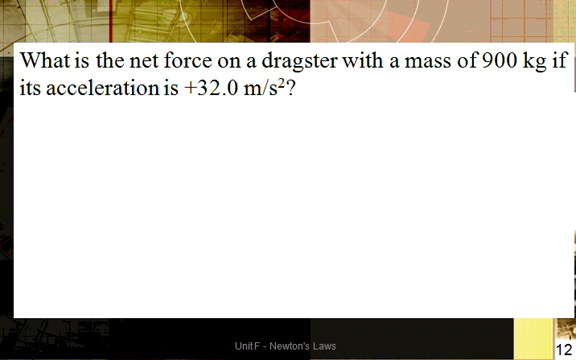 What is the net force on a dragster with a mass of 900 kg if
its acceleration is +32.0 m/s²?
Unit F - Newton's Laws
12